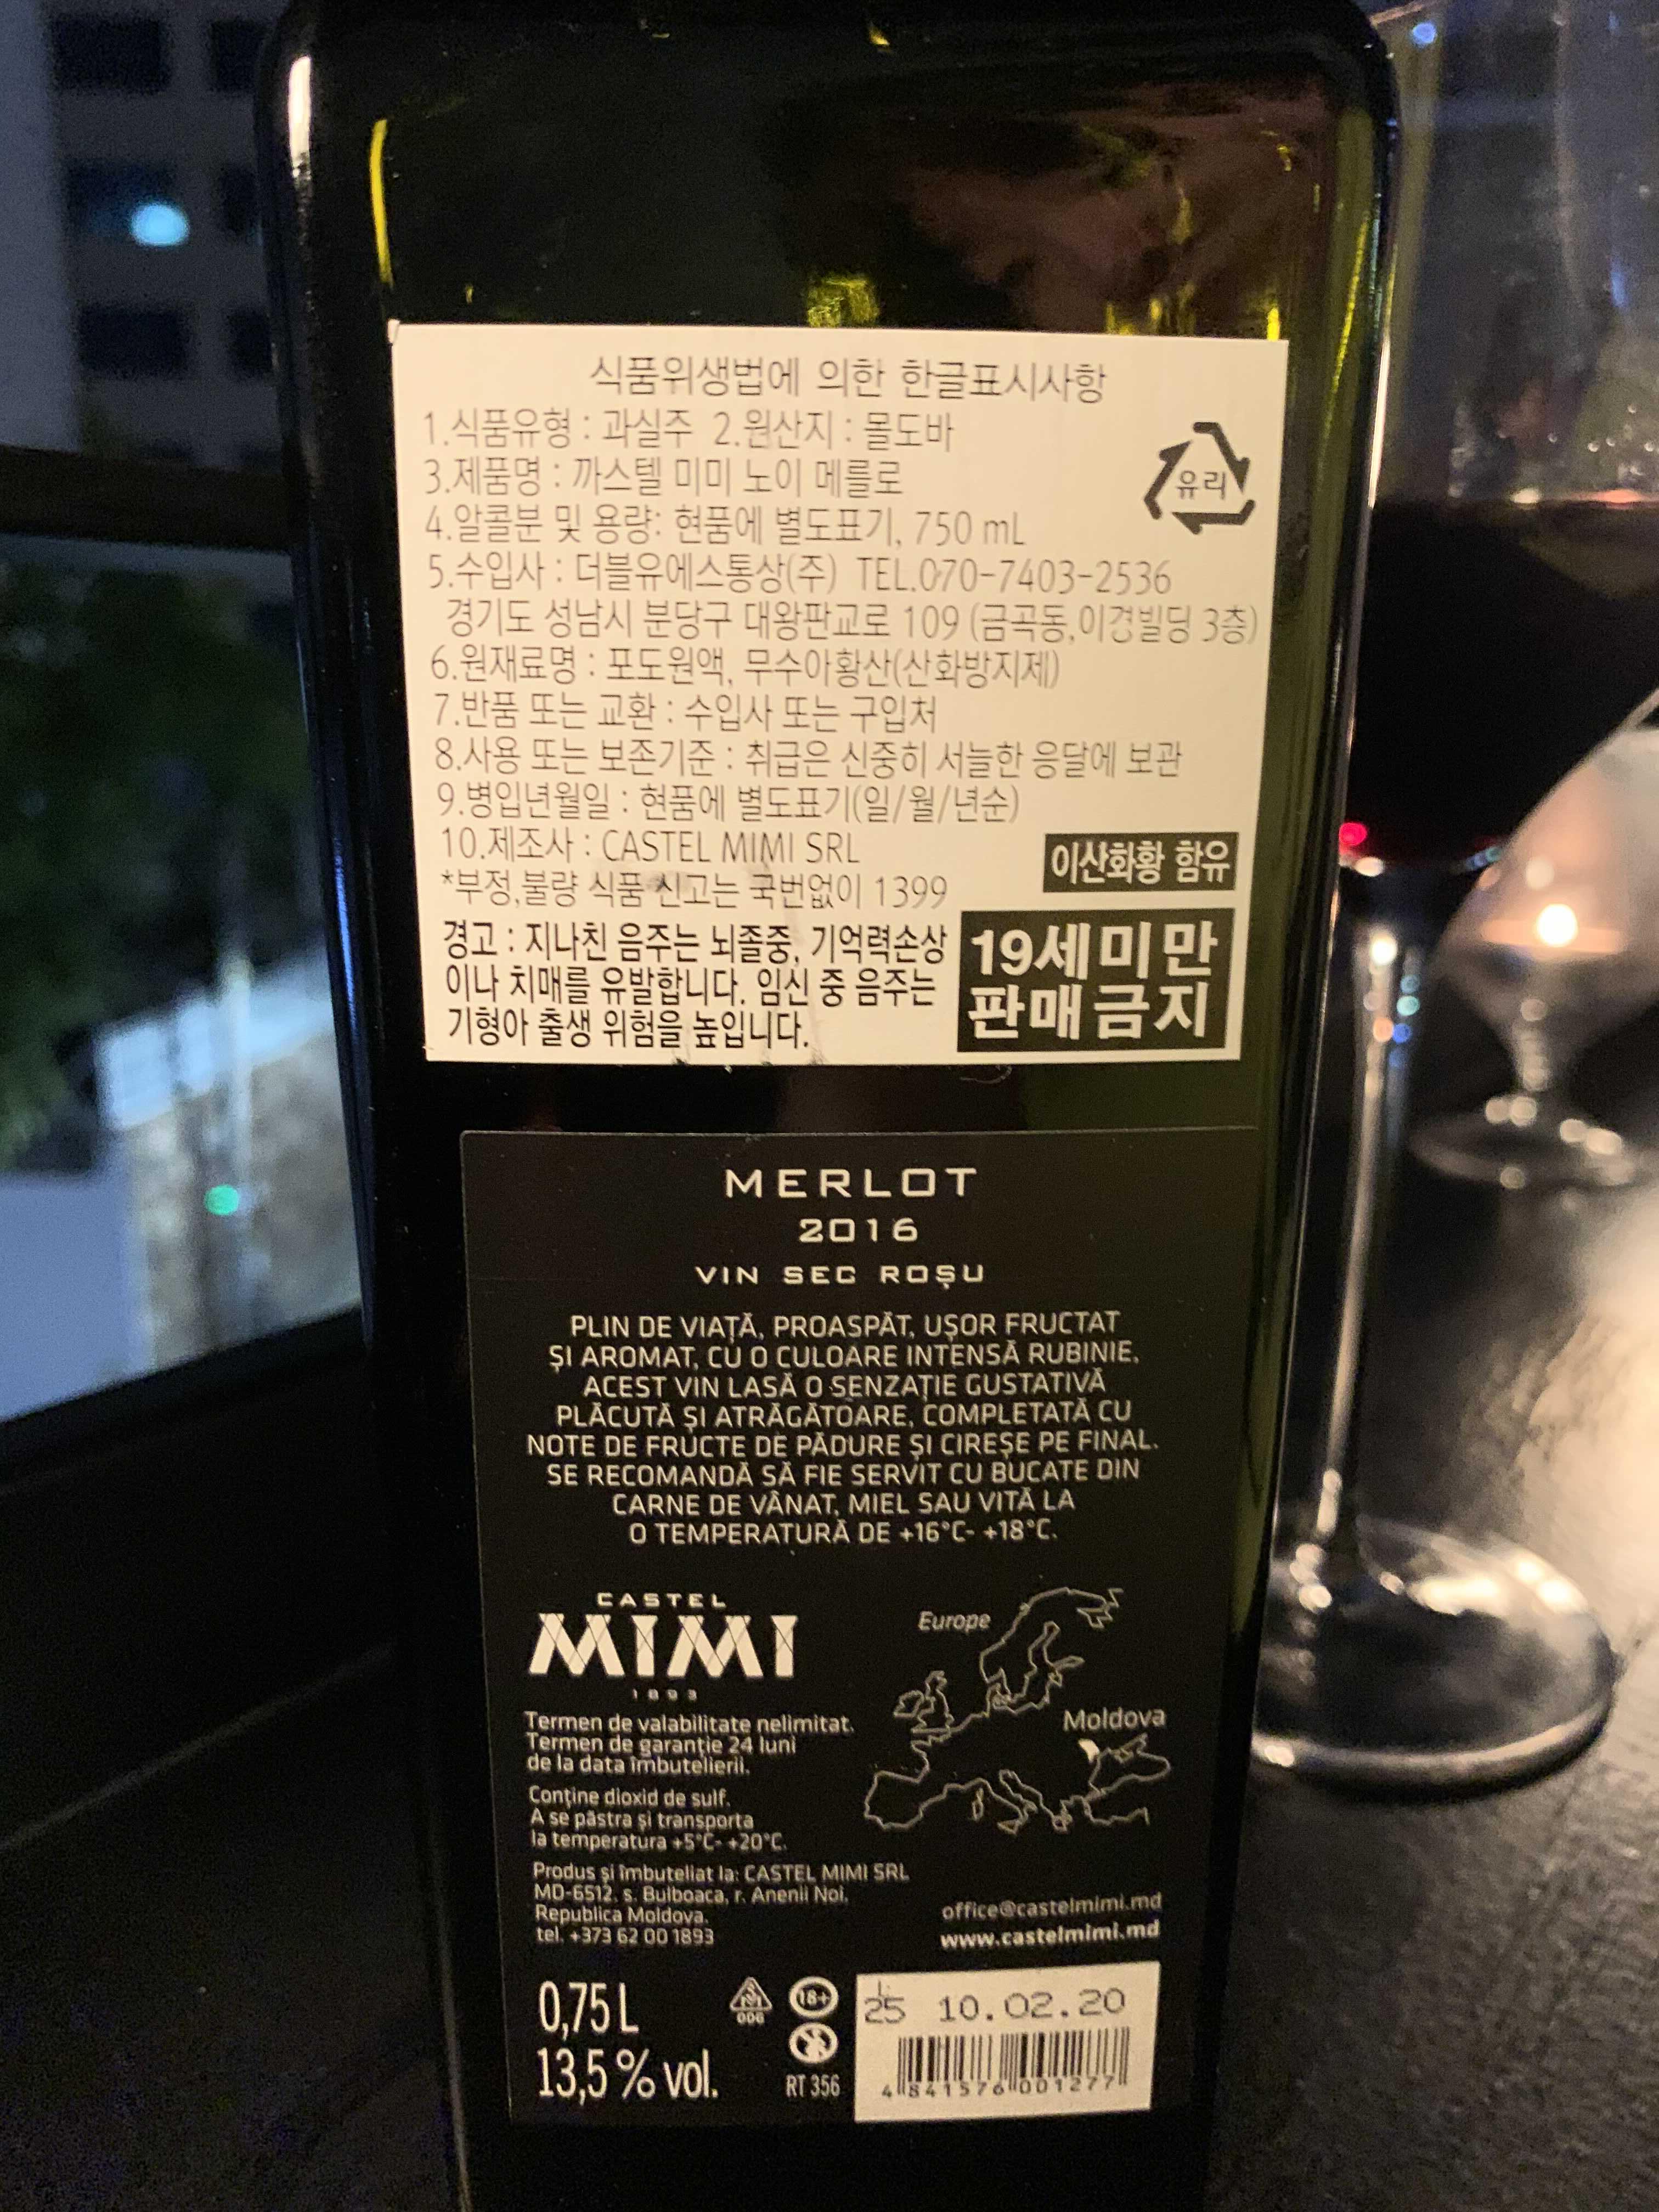 식품위생법에 의한 한글표시사항
1.식품유형 : 과실주 2.원산지 : 몰도바
3.제품명 : 까스텔 미미 노이 메를로
4.알콜분 및 용량: 현품에 별도표기, 750 mL
유리
5.수입사 : 더블유에스통상(주) TEL.070-7403-2536
경기도 성남시 분당구 대왕판교로 109 (금곡동,이경빌딩 3층)
6.원재료명 : 포도원액, 무수아황산(산화방지제)
7.반품 또는 교환 : 수입사 또는 구입처
8.사용 또는 보존기준 : 취급은 신중히 서늘한 응달에 보관
9.병입년월일 : 현품에 별도표기(일/월/년순)
10.제조사 : CASTEL MIMI SRL
이산화황 함유
*부정,불량 식품 신고는 국번없이 1399
경고 : 지나친 음주는 뇌졸중, 기억력손상
이나 치매를 유발합니다. 임신 중 음주는
기형아 출생 위험을 높입니다.
19세미만
판매금지
MERLOT
2016
VIN SEC ROȘU
PLIN DE VIAȚĂ, PROASPĂT, UȘOR FRUCTAT
ȘI AROMAT, CU O CULOARE INTENSĂ RUBINIE,
ACEST VIN LASĂ O SENZAȚIE GUSTATIVĂ
PLĂCUTĂ ȘI ATRĂGĂTOARE, COMPLETATĂ CU
NOTE DE FRUCTE DE PĂDURE ȘI CIREȘE PE FINAL.
SE RECOMANDĂ SĂ FIE SERVIT CU BUCATE DIN
CARNE DE VÂNAT, MIEL SAU VITĂ LA
O TEMPERATURĂ DE +16°C- +18°C.
CASTEL
MIMI
1893
Europe
Moldova
Termen de valabilitate nelimitat.
Termen de garanție 24 luni
de la data îmbutelierii.
Conține dioxid de sulf.
A se păstra și transporta
la temperatura +5°C- +20°C.
Produs și îmbuteliat la: CASTEL MIMI SRL
MD-6512, s. Bulboaca, r. Anenii Noi,
Republica Moldova.
tel. +373 62 00 1893
office@castelmimi.md
www.castelmimi.md
0,75 L
13,5 % vol.
006
18+
RT 356
L
25 10.02.20
4 841576 001277